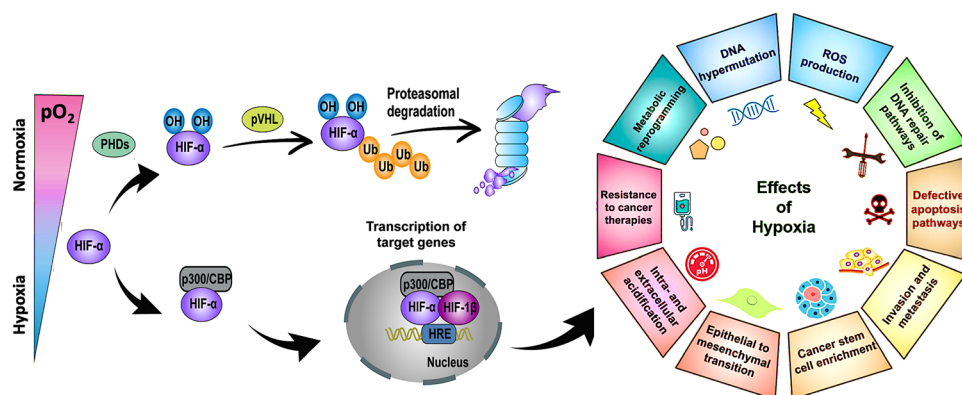 pO2
Normoxia
Hypoxia
PHDs
HIF-α
OH OH
HIF-α
pVHL
OH OH
HIF-α
Ub
Ub
Ub
Ub
Proteasomal
degradation
p300/CBP
HIF-α
Transcription of
target genes
p300/CBP
HIF-α
HIF-1β
HRE
Nucleus
Effects
of
Hypoxia
DNA
hypermutation
ROS
production
Inhibition of
DNA repair
pathways
Defective
apoptosis
pathways
Invasion and
metastasis
Cancer stem
cell enrichment
Epithelial to
mesenchymal
transition
Intra- and
extracellular
acidification
pH
Resistance
to cancer
therapies
Metabolic
reprogramming